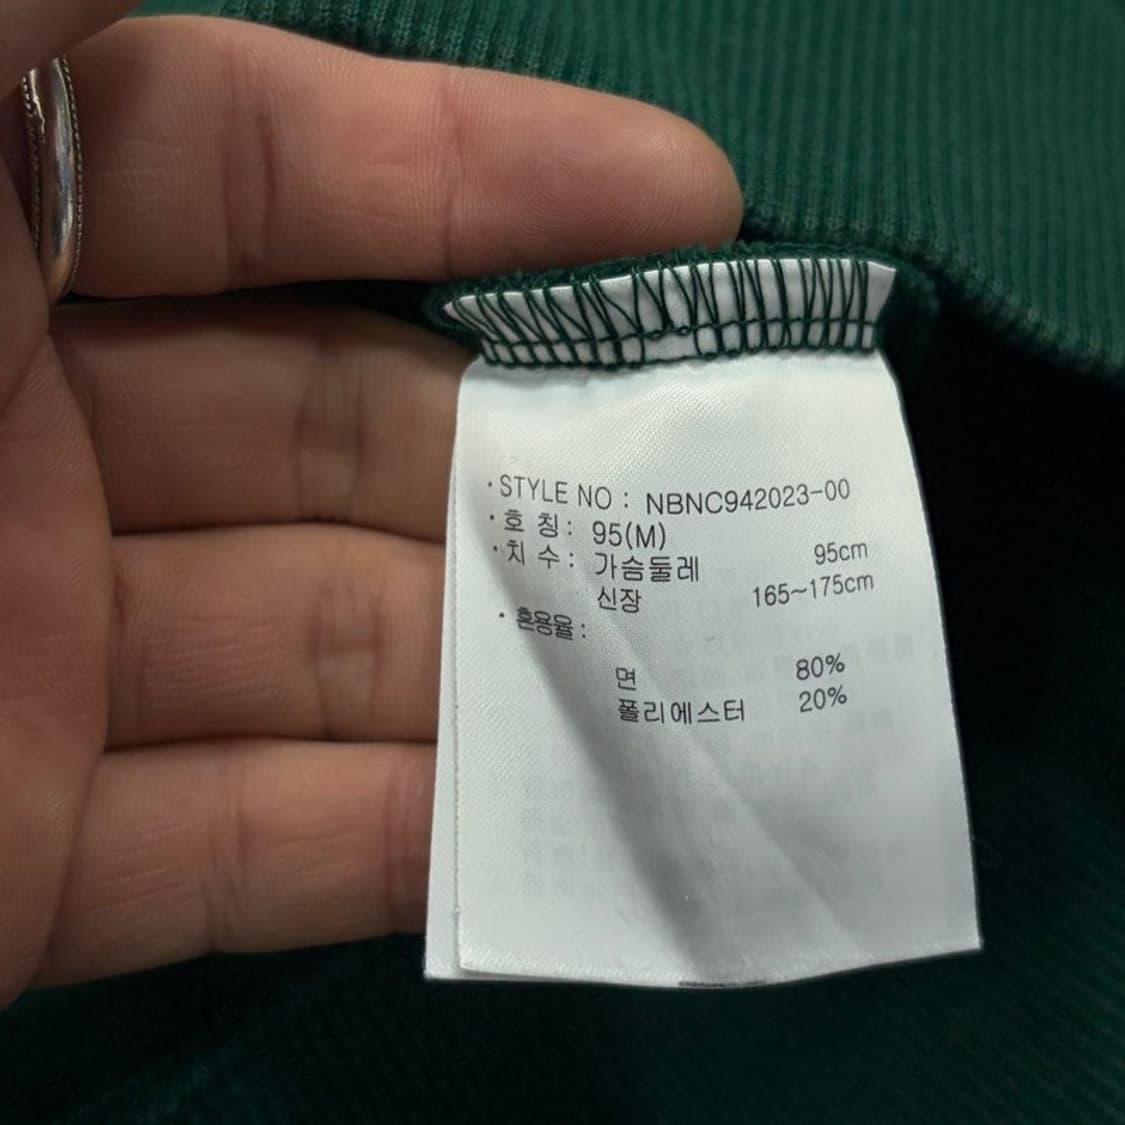 · STYLE NO : NBNC942023-00
· 호 칭 : 95(M)
· 치 수 : 가슴둘레 95cm
신장 165~175cm
· 혼용율 :
면 80%
폴리에스터 20%